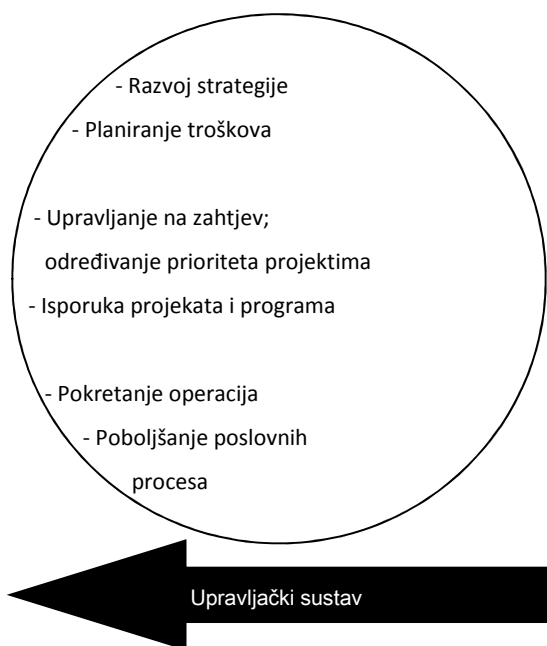 - Razvoj strategije
- Planiranje troškova
- Upravljanje na zahtjev;
određivanje prioriteta projektima
- Isporuka projekata i programa
- Pokretanje operacija
- Poboljšanje poslovnih
procesa
Upravljački sustav